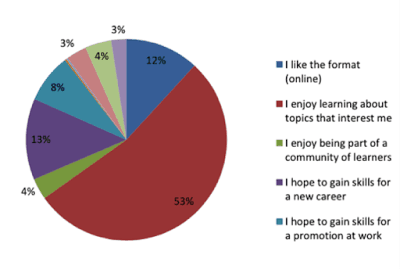 3%
3%
4%
12%
8%
13%
4%
53%
I like the format
(online)
I enjoy learning about
topics that interest me
I enjoy being part of a
community of learners
I hope to gain skills for
a new career
I hope to gain skills for
a promotion at work